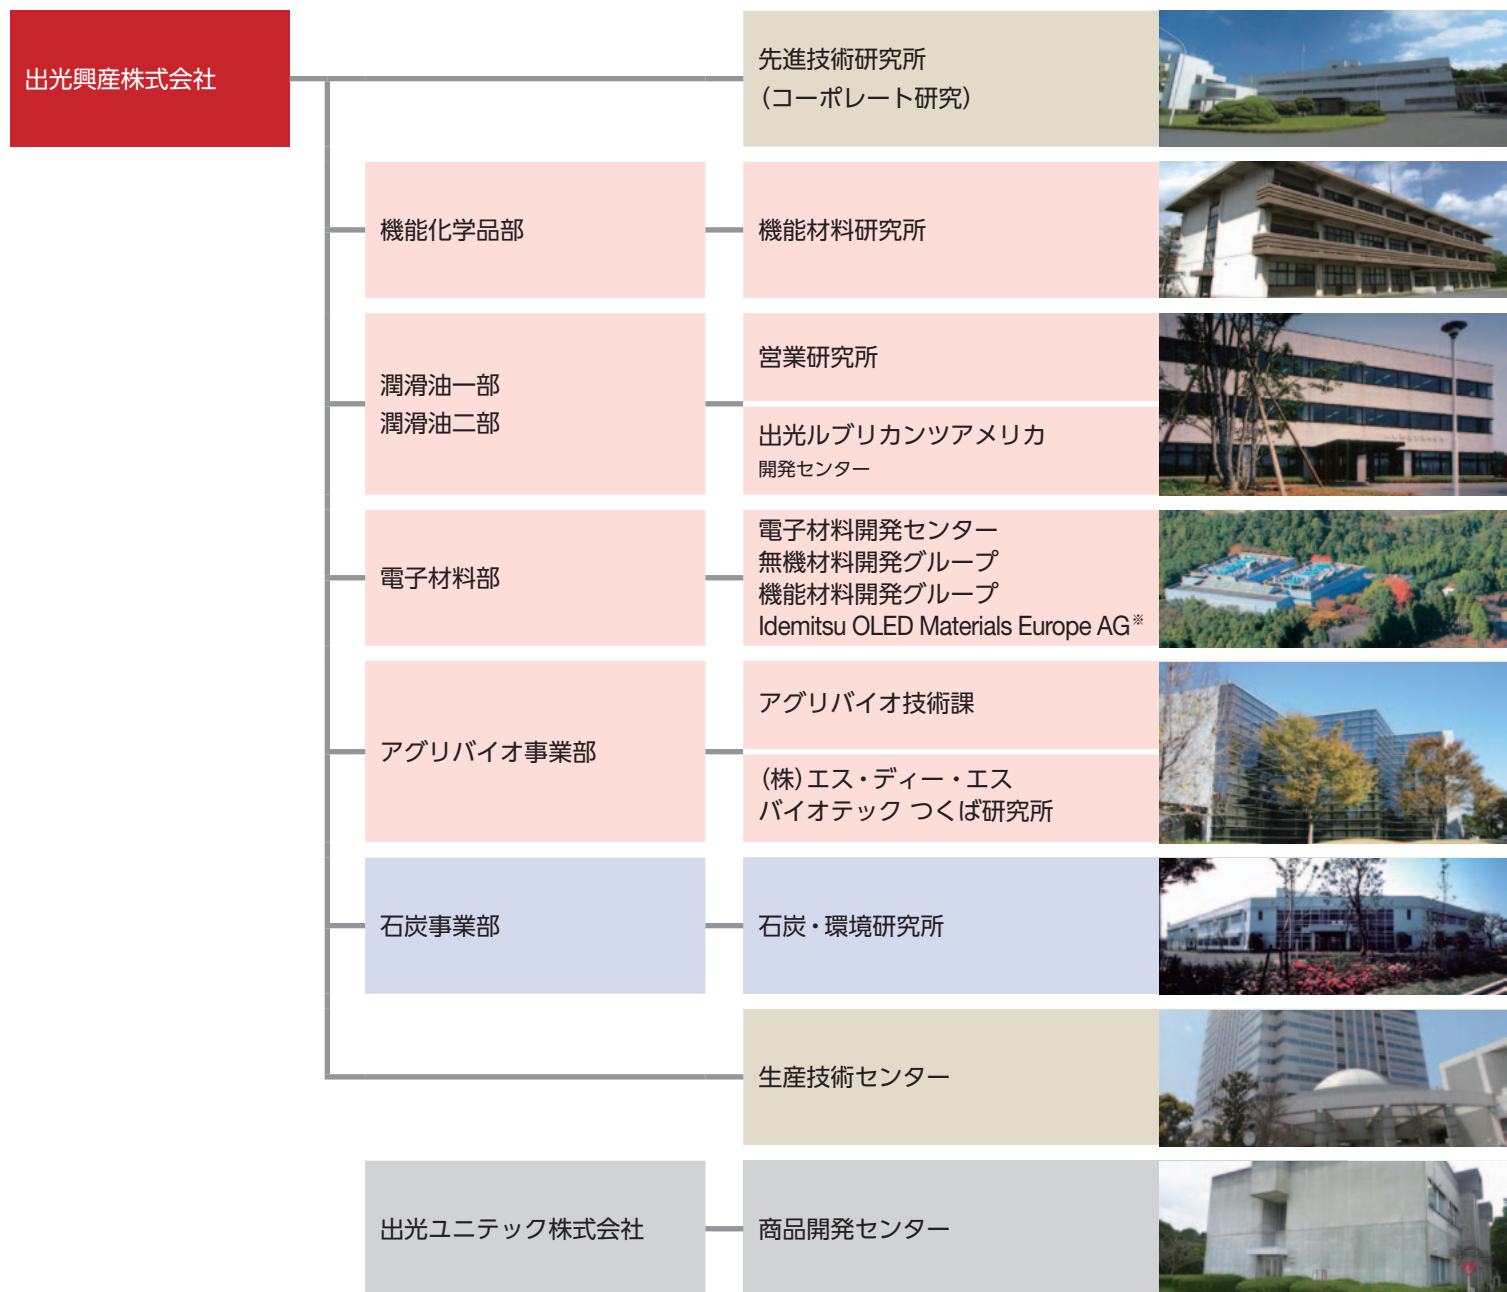 出光興産株式会社
先進技術研究所
（コーポレート研究）
機能化学品部
機能材料研究所
潤滑油一部
潤滑油二部
営業研究所
出光ルブリカンツアメリカ
開発センター
電子材料部
電子材料開発センター
無機材料開発グループ
機能材料開発グループ
Idemitsu OLED Materials Europe AG※
アグリバイオ事業部
アグリバイオ技術課
（株）エス・ディー・エス
バイオテック つくば研究所
石炭事業部
石炭・環境研究所
生産技術センター
出光ユニテック株式会社
商品開発センター